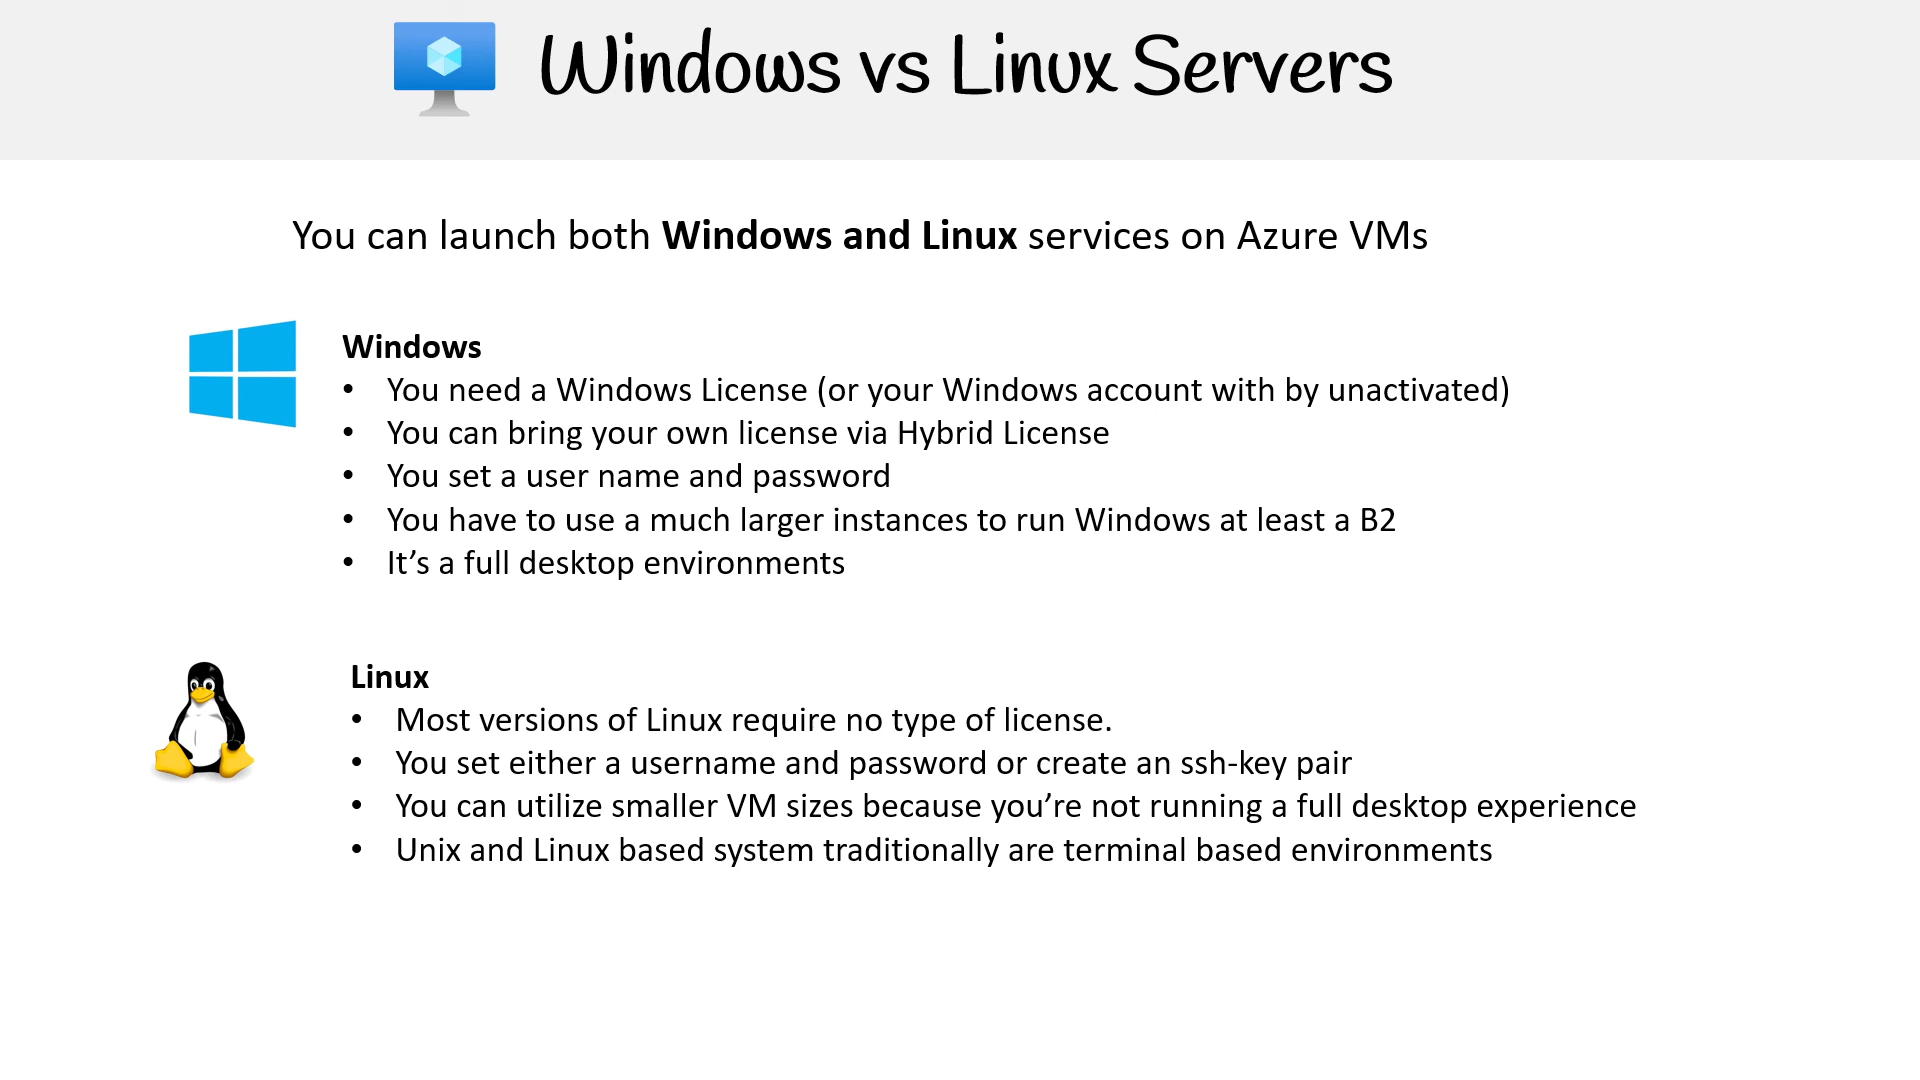 Windows vs Linux Servers
You can launch both Windows and Linux services on Azure VMs
Windows
• You need a Windows License (or your Windows account with by unactivated)
• You can bring your own license via Hybrid License
• You set a user name and password
• You have to use a much larger instances to run Windows at least a B2
• It’s a full desktop environments
Linux
• Most versions of Linux require no type of license.
• You set either a username and password or create an ssh-key pair
• You can utilize smaller VM sizes because you’re not running a full desktop experience
• Unix and Linux based system traditionally are terminal based environments